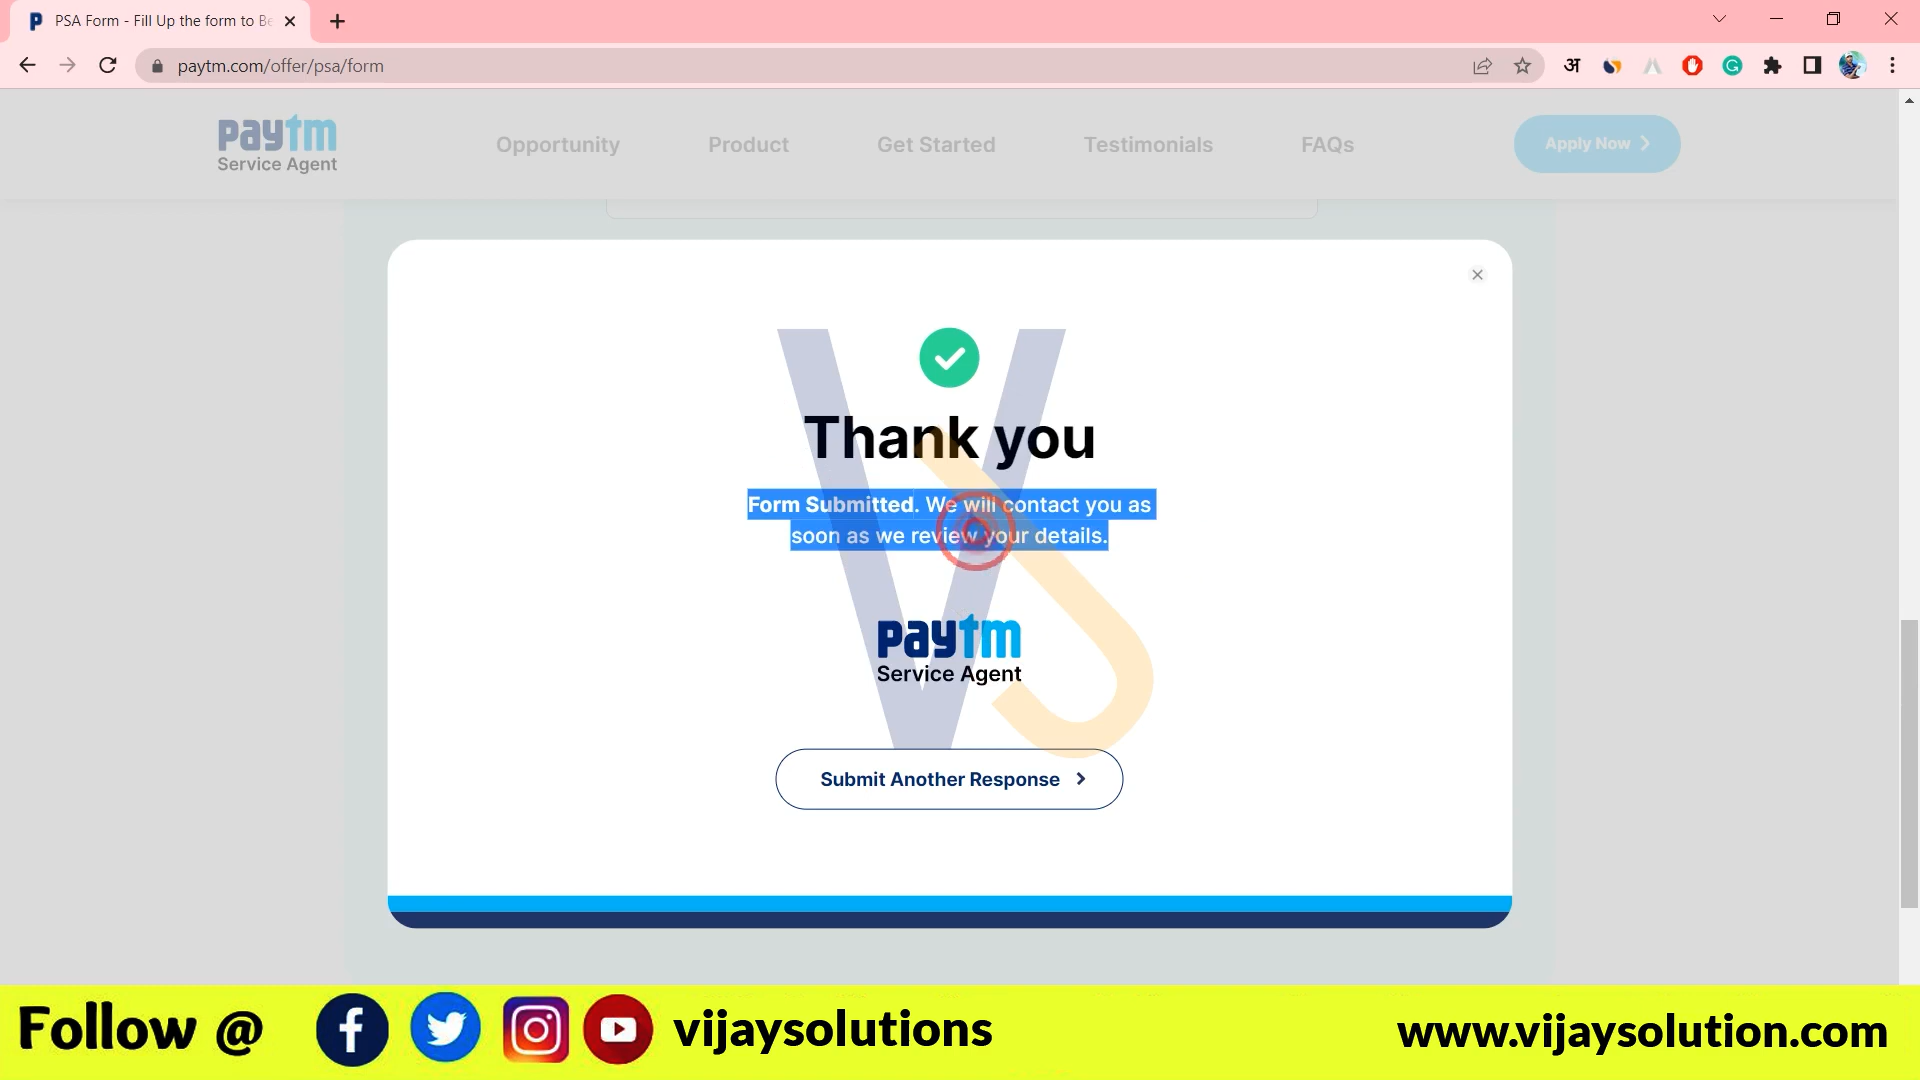 PSA Form - Fill Up the form to Be
paytm.com/offer/psa/form
अ
paytm
Service Agent
Opportunity
Product
Get Started
Testimonials
FAQs
Apply Now
Thank you
Form Submitted. We will contact you as
soon as we review your details.
paytm
Service Agent
Submit Another Response
Follow @
vijaysolutions
www.vijaysolution.com